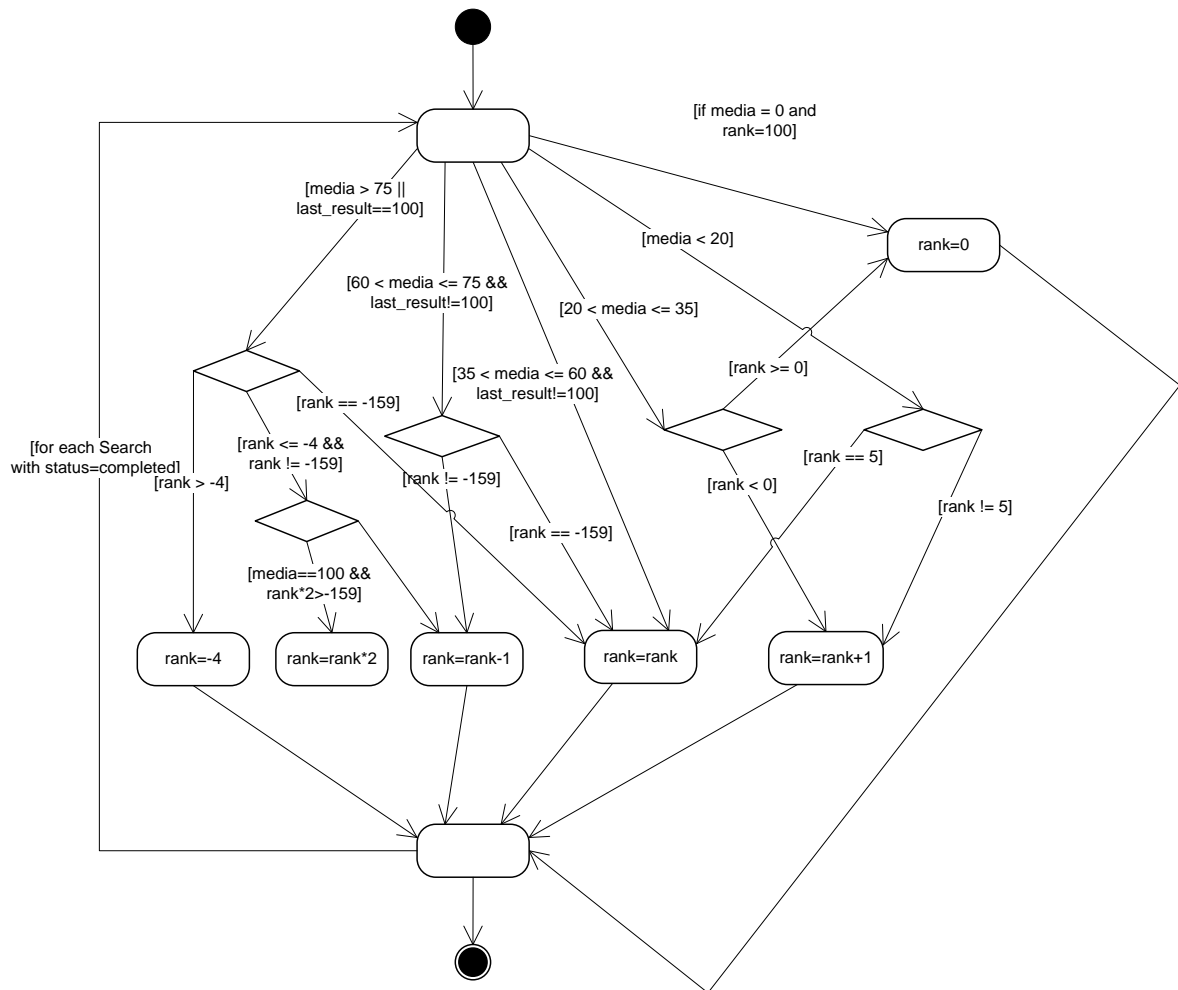 [if media = 0 and
rank=100]
[media > 75 ||
last_result==100]
[media < 20]
rank=0
[60 < media <= 75 &&
last_result!=100]
[20 < media <= 35]
[35 < media <= 60 &&
last_result!=100]
[rank >= 0]
[rank == -159]
[for each Search
with status=completed]
[rank <= -4 &&
rank != -159]
[rank > -4]
[rank != -159]
[rank < 0]
[rank == 5]
[rank != 5]
[rank == -159]
[media==100 &&
rank*2>-159]
rank=-4
rank=rank*2
rank=rank-1
rank=rank
rank=rank+1